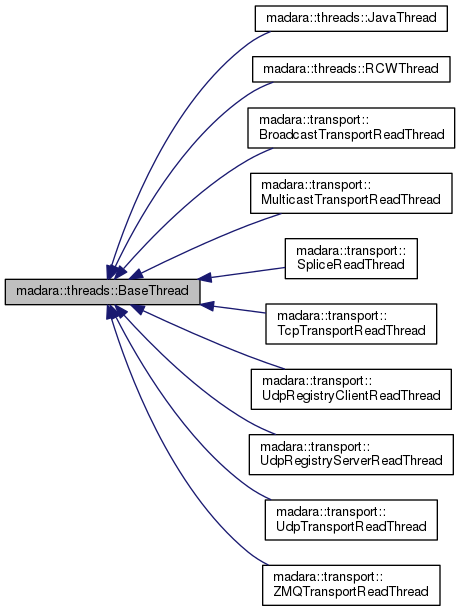 madara::threads::JavaThread
madara::threads::RCWThread
madara::transport::
BroadcastTransportReadThread
madara::transport::
MulticastTransportReadThread
madara::transport::
SpliceReadThread
madara::threads::BaseThread
madara::transport::
TcpTransportReadThread
madara::transport::
UdpRegistryClientReadThread
madara::transport::
UdpRegistryServerReadThread
madara::transport::
UdpTransportReadThread
madara::transport::
ZMQTransportReadThread